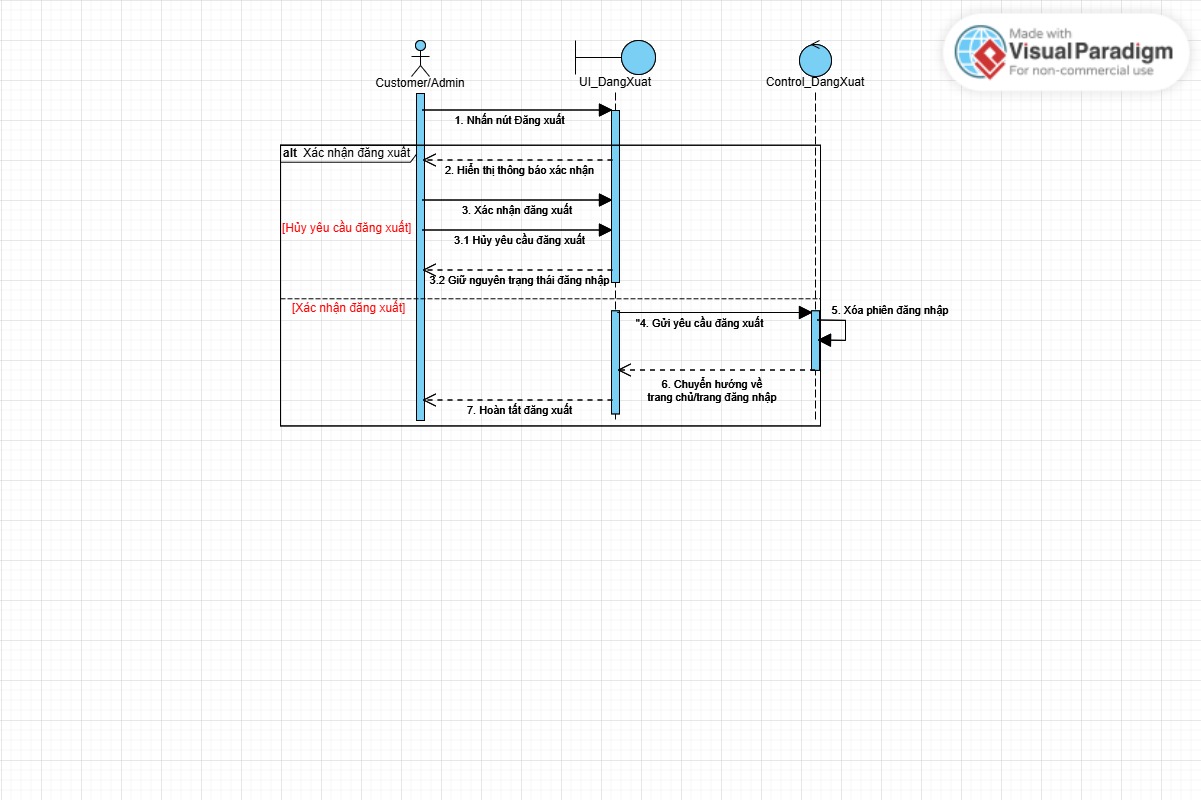 Made with
Visual Paradigm
For non-commercial use
Customer/Admin
UI_DangXuat
Control_DangXuat
1. Nhấn nút Đăng xuất
alt Xác nhận đăng xuất
2. Hiển thị thông báo xác nhận
3. Xác nhận đăng xuất
[Hủy yêu cầu đăng xuất]
3.1 Hủy yêu cầu đăng xuất
3.2 Giữ nguyên trạng thái đăng nhập
[Xác nhận đăng xuất]
"4. Gửi yêu cầu đăng xuất
5. Xóa phiên đăng nhập
6. Chuyển hướng về
trang chủ/trang đăng nhập
7. Hoàn tất đăng xuất